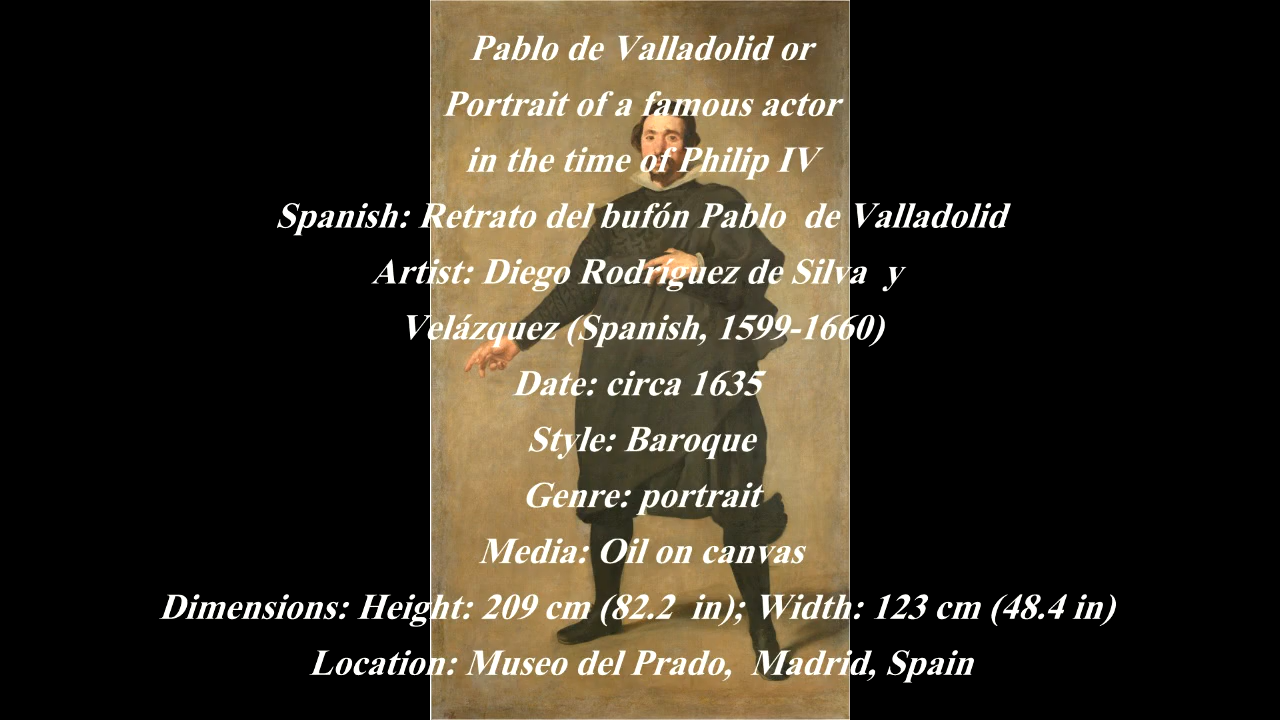 Pablo de Valladolid or
Portrait of a famous actor
in the time of Philip IV
Spanish: Retrato del bufón Pablo de Valladolid
Artist: Diego Rodríguez de Silva y
Velázquez (Spanish, 1599-1660)
Date: circa 1635
Style: Baroque
Genre: portrait
Media: Oil on canvas
Dimensions: Height: 209 cm (82.2 in); Width: 123 cm (48.4 in)
Location: Museo del Prado, Madrid, Spain